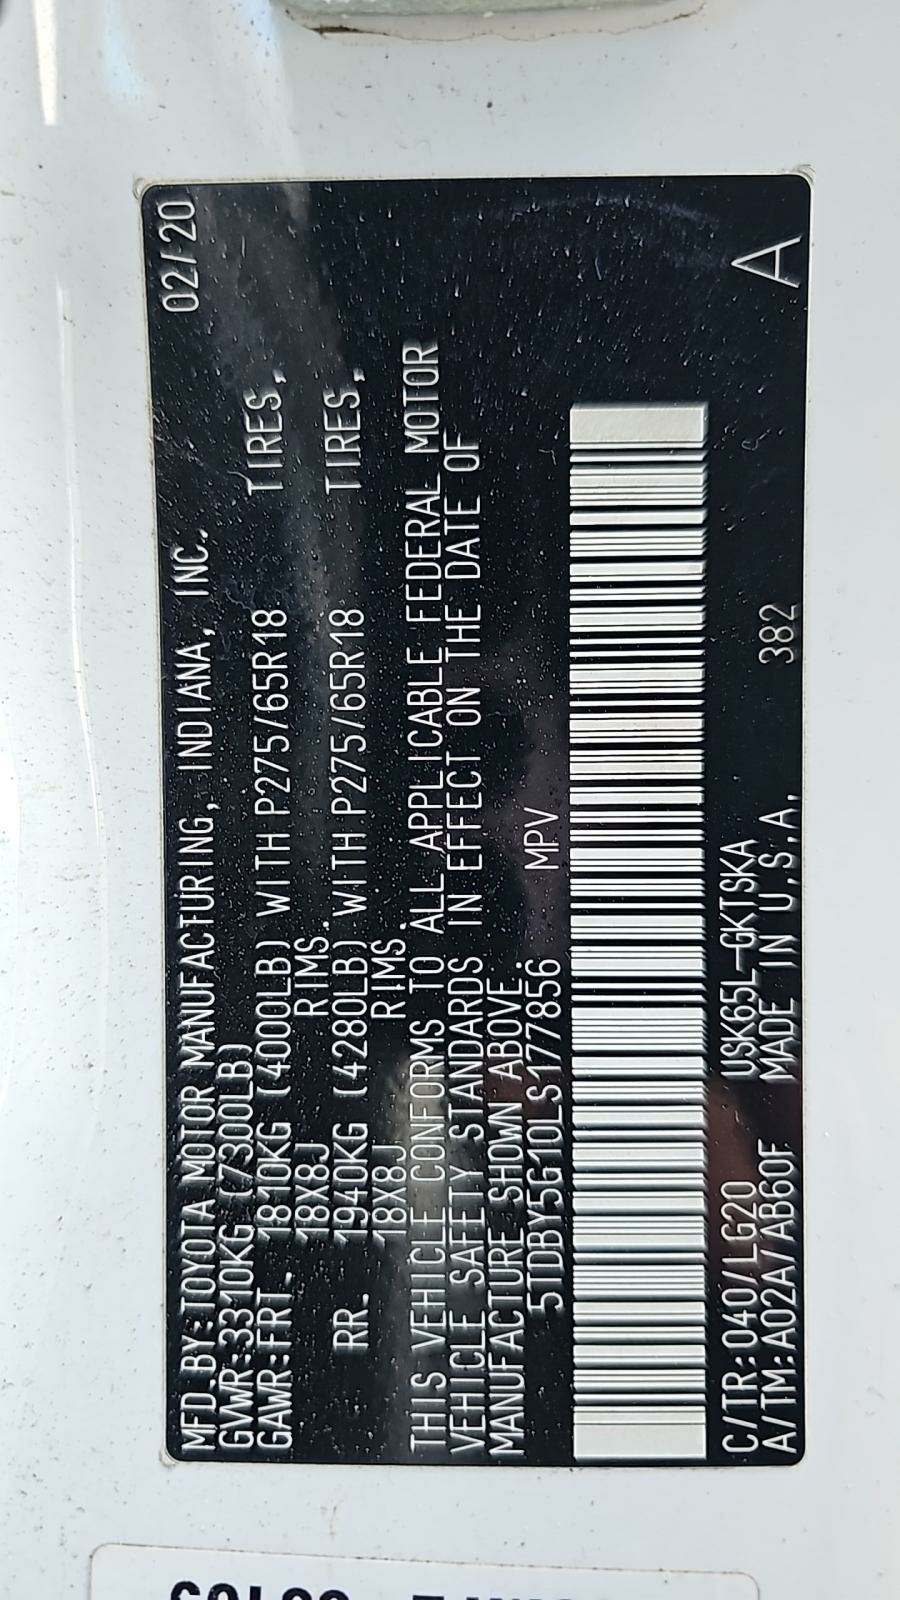 MFD.BY:TOYOTA MOTOR MANUFACTURING, INDIANA, INC. 02/20
GVWR:3310KG (7300LB)
GAWR:FRT. 1810KG (4000LB) WITH P275/65R18 TIRES,
18X8J RIMS.
RR. 1940KG (4280LB) WITH P275/65R18 TIRES,
18X8J RIMS.
THIS VEHICLE CONFORMS TO ALL APPLICABLE FEDERAL MOTOR
VEHICLE SAFETY STANDARDS IN EFFECT ON THE DATE OF
MANUFACTURE SHOWN ABOVE.
5TDBY5G10LS177856 MPV
C/TR:040/LG20 USK65L-GKTSKA
A/TM:A02A/AB60F MADE IN U.S.A. 382 A